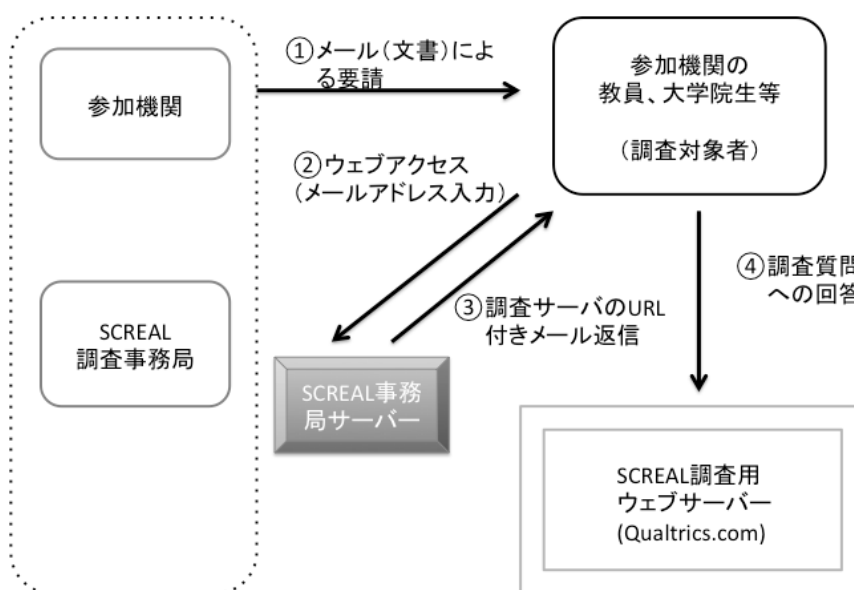 ①メール（文書）によ
る要請
参加機関
参加機関の
教員、大学院生等
（調査対象者）
②ウェブアクセス
（メールアドレス入力）
③調査サーバのURL
付きメール返信
④調査質問
への回答
SCREAL
調査事務局
SCREAL事務
局サーバー
SCREAL調査用
ウェブサーバー
(Qualtrics.com)